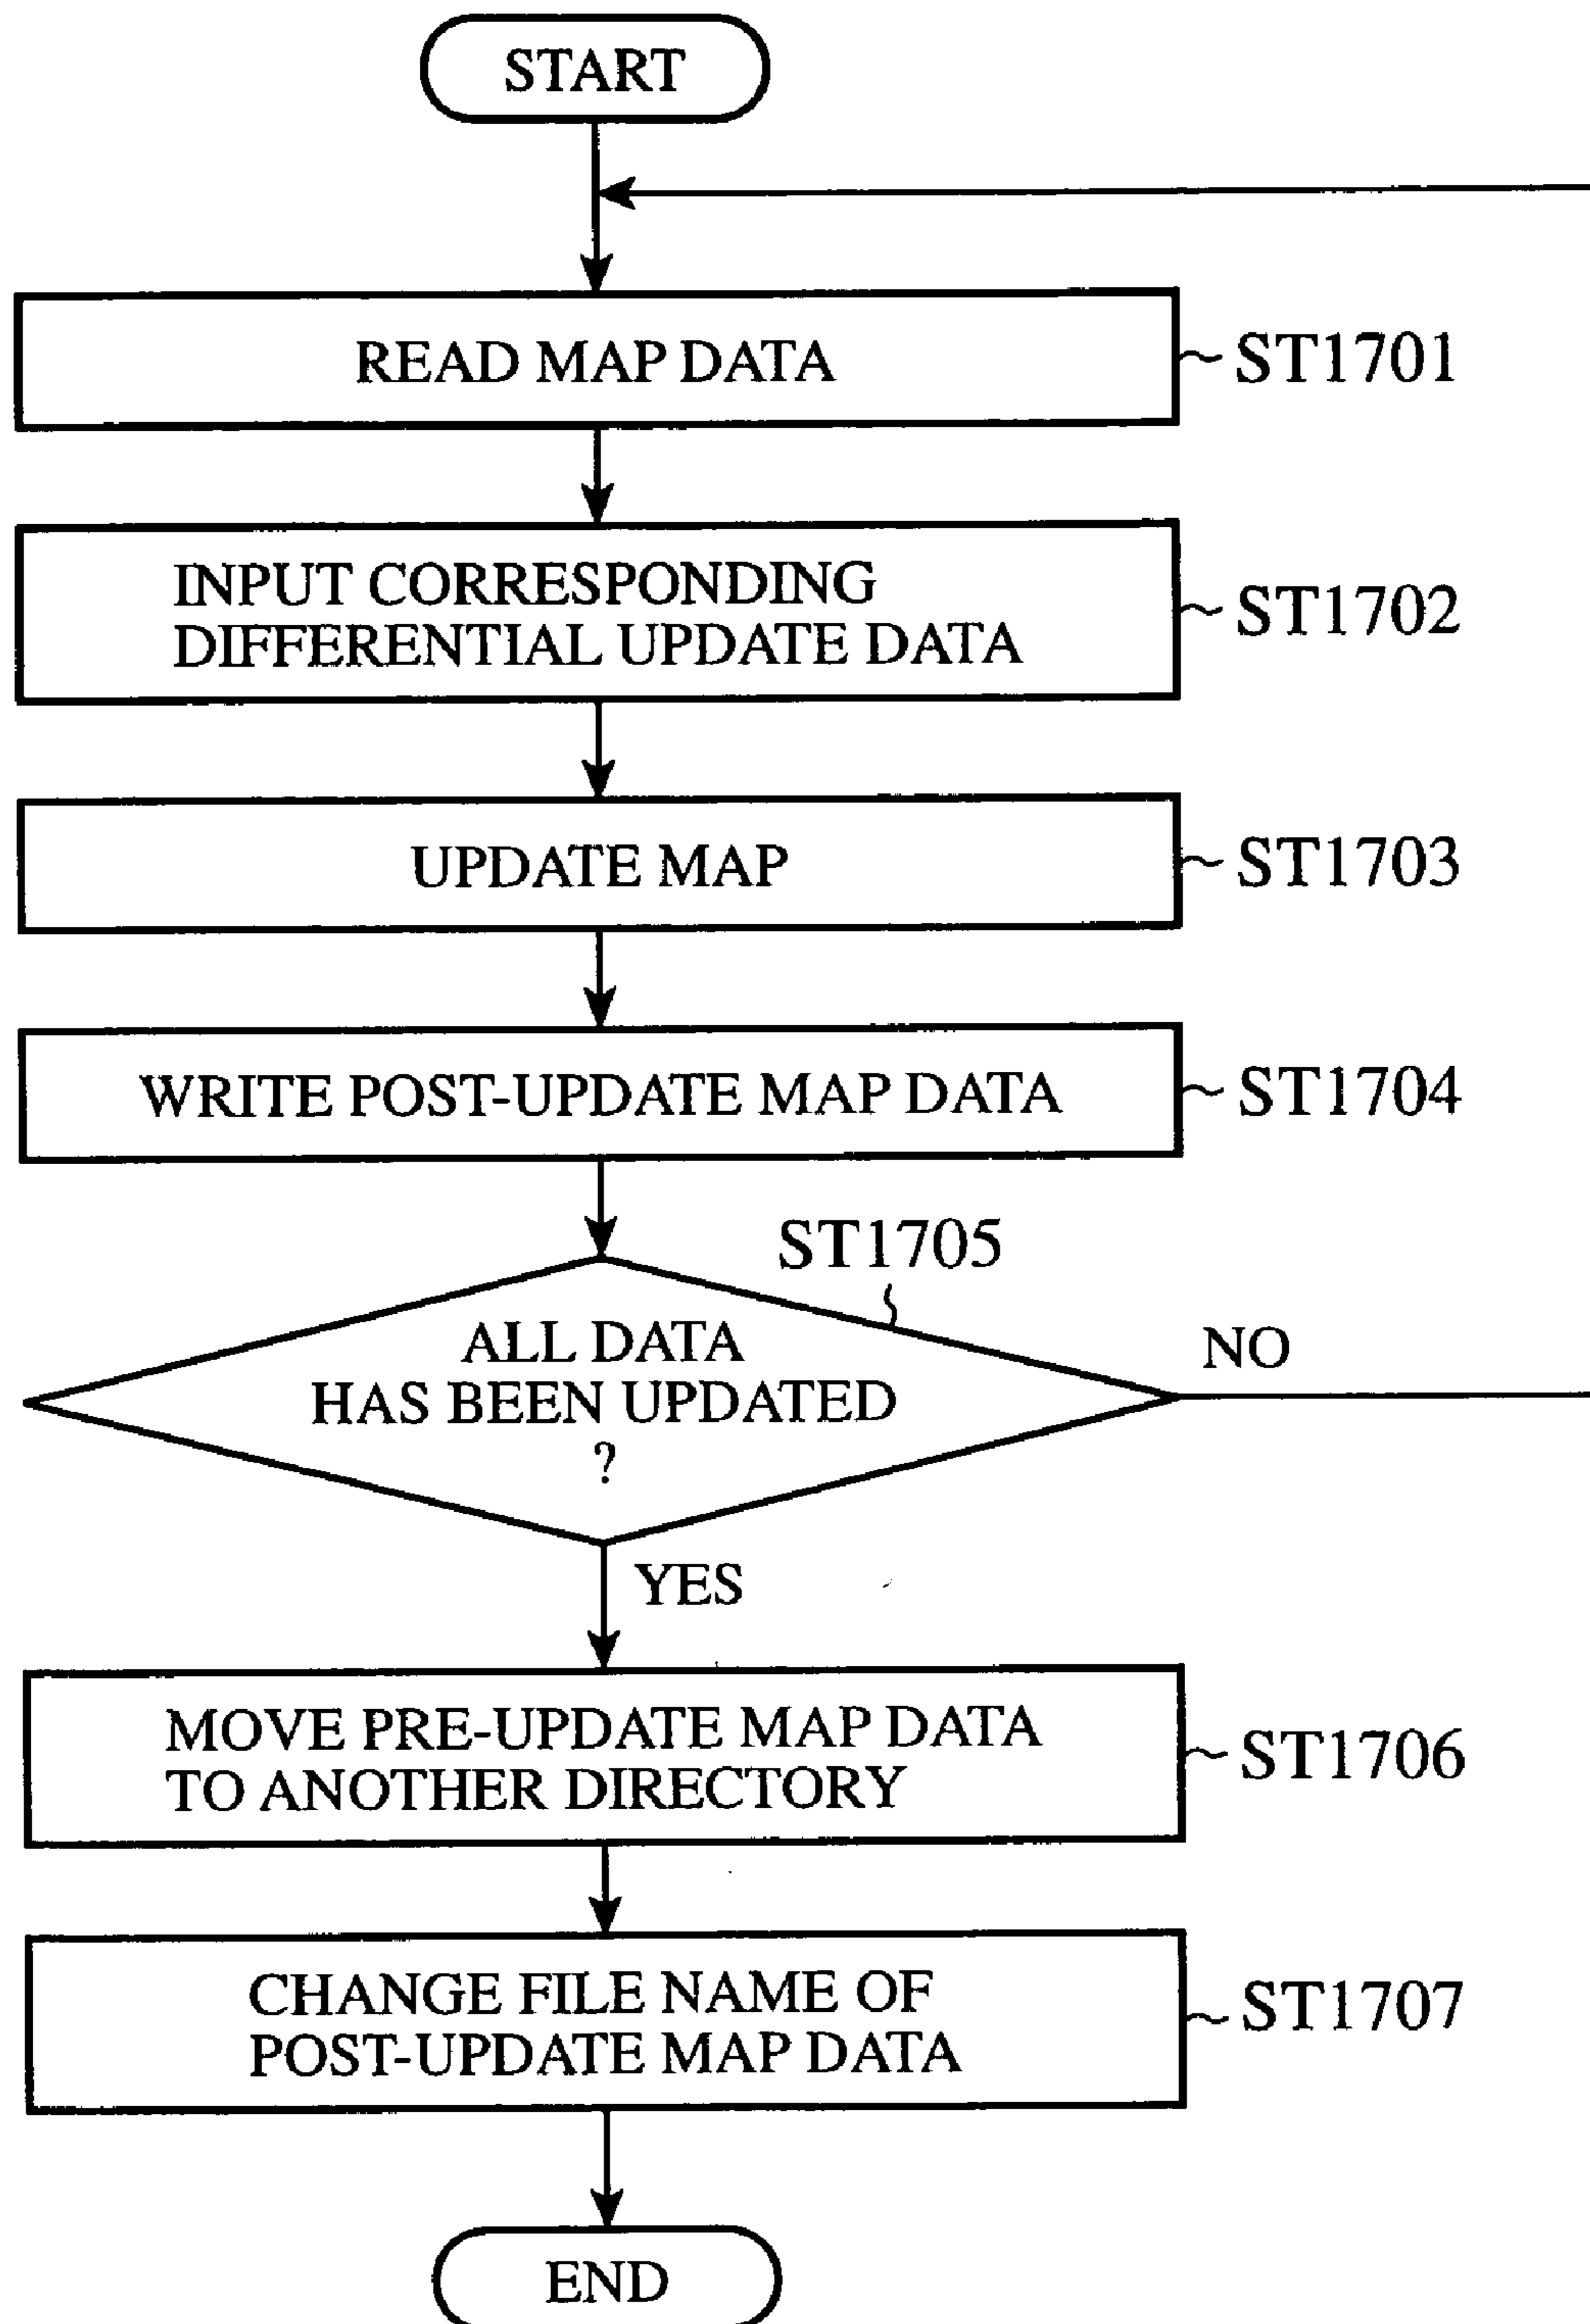 START
READ MAP DATA
ST1701
INPUT CORRESPONDING
DIFFERENTIAL UPDATE DATA
ST1702
UPDATE MAP
ST1703
WRITE POST-UPDATE MAP DATA
ST1704
ST1705
ALL DATA
HAS BEEN UPDATED
?
NO
YES
MOVE PRE-UPDATE MAP DATA
TO ANOTHER DIRECTORY
ST1706
CHANGE FILE NAME OF
POST-UPDATE MAP DATA
ST1707
END